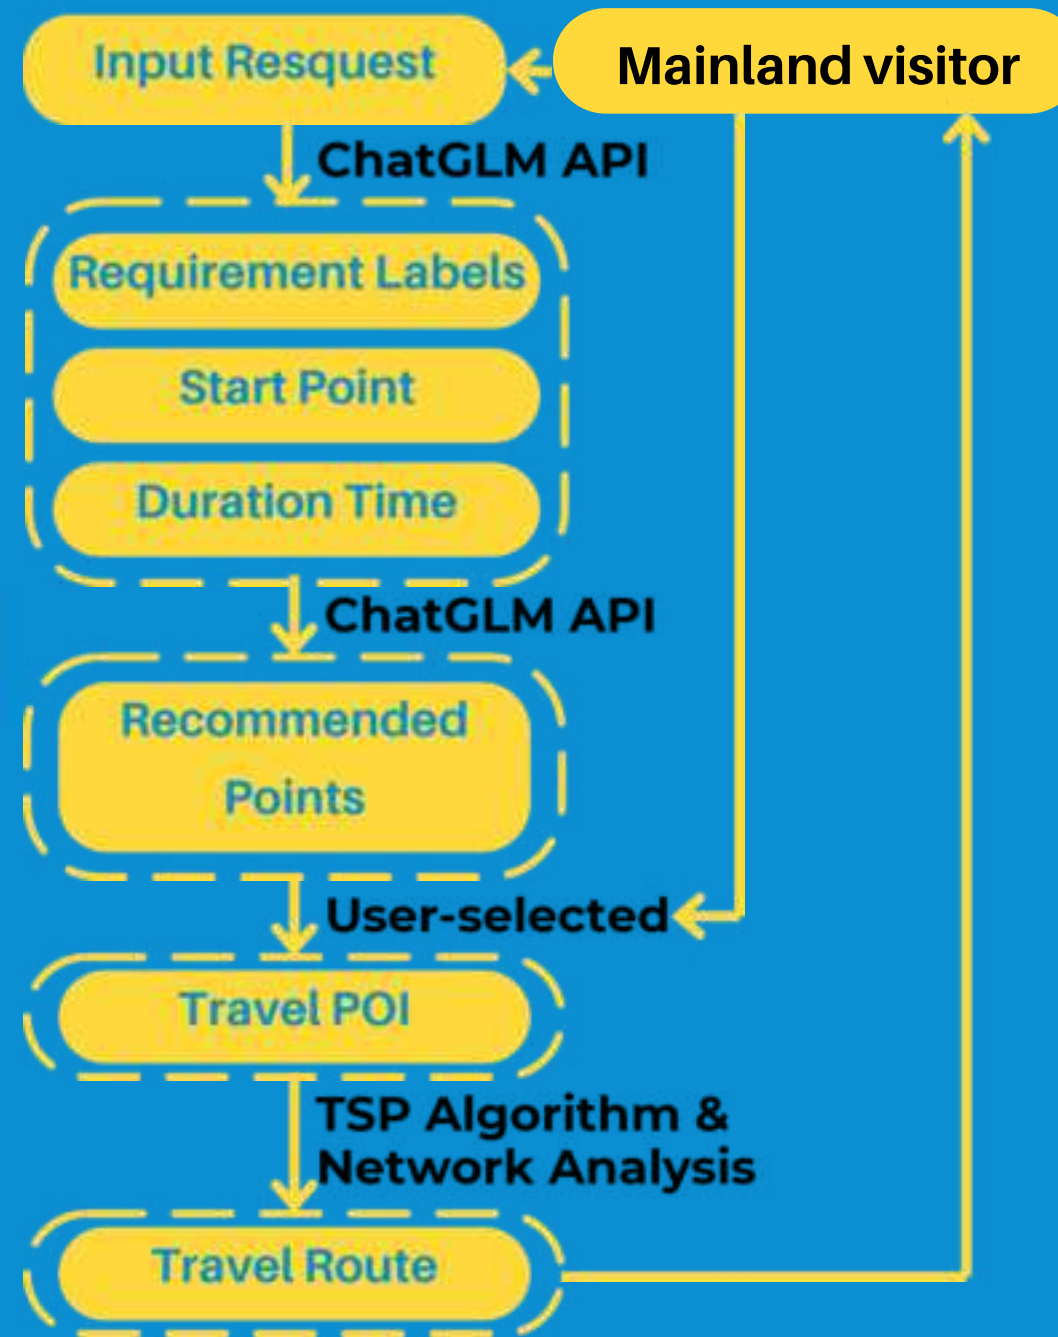 Input Resquest
Mainland visitor
ChatGLM API
Requirement Labels
Start Point
Duration Time
ChatGLM API
Recommended
Points
User-selected
Travel POI
TSP Algorithm &
Network Analysis
Travel Route